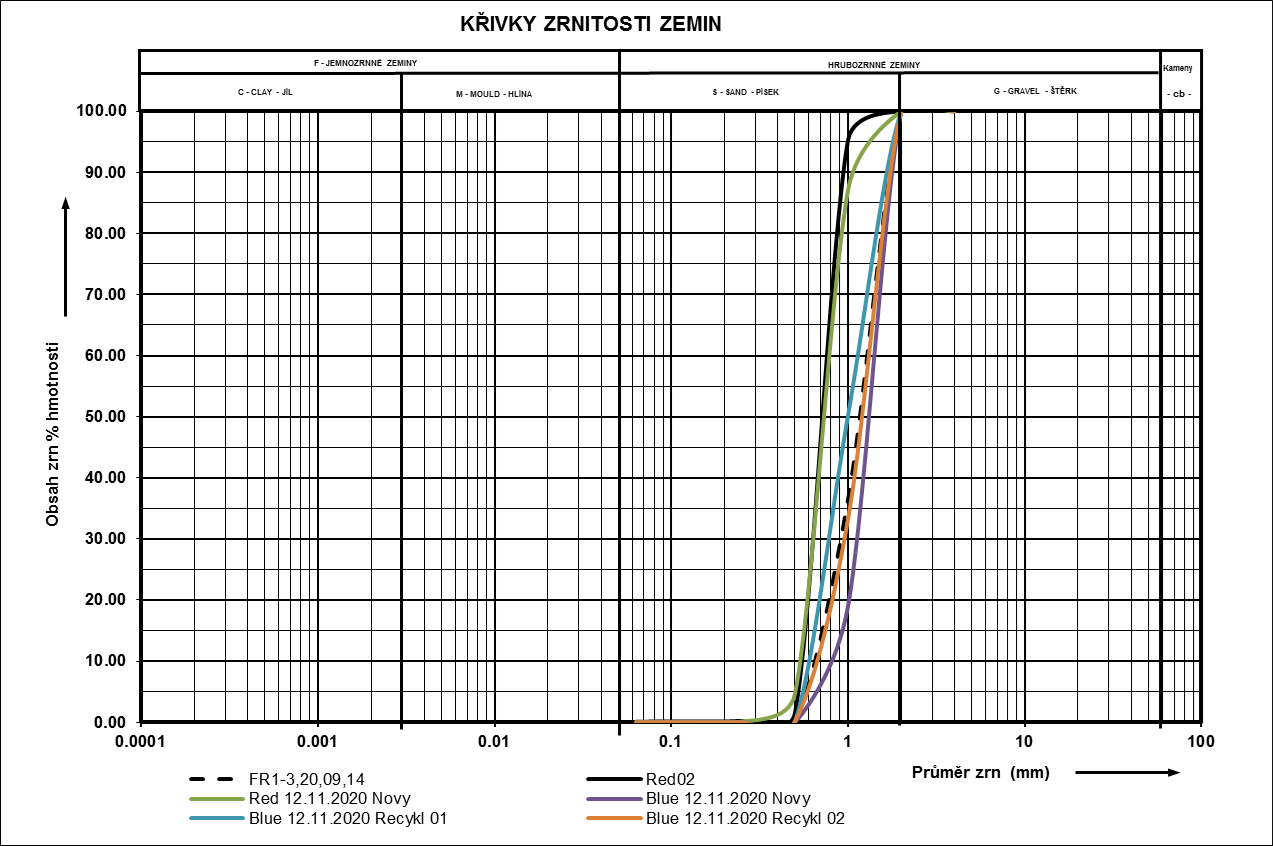 KŘIVKY ZRNITOSTI ZEMIN
F - JEMNOZRNNÉ ZEMINY
HRUBOZRNNÉ ZEMINY
Kameny
C - CLAY - JÍL
M - MOULD - HLÍNA
S - SAND - PÍSEK
G - GRAVEL - ŠTĚRK
- cb -
100.00
90.00
80.00
70.00
60.00
50.00
40.00
30.00
20.00
10.00
0.00
Obsah zrn % hmotnosti
0.0001
0.001
0.01
0.1
1
10
100
Průměr zrn (mm)
FR1-3,20,09,14
Red02
Red 12.11.2020 Novy
Blue 12.11.2020 Novy
Blue 12.11.2020 Recykl 01
Blue 12.11.2020 Recykl 02